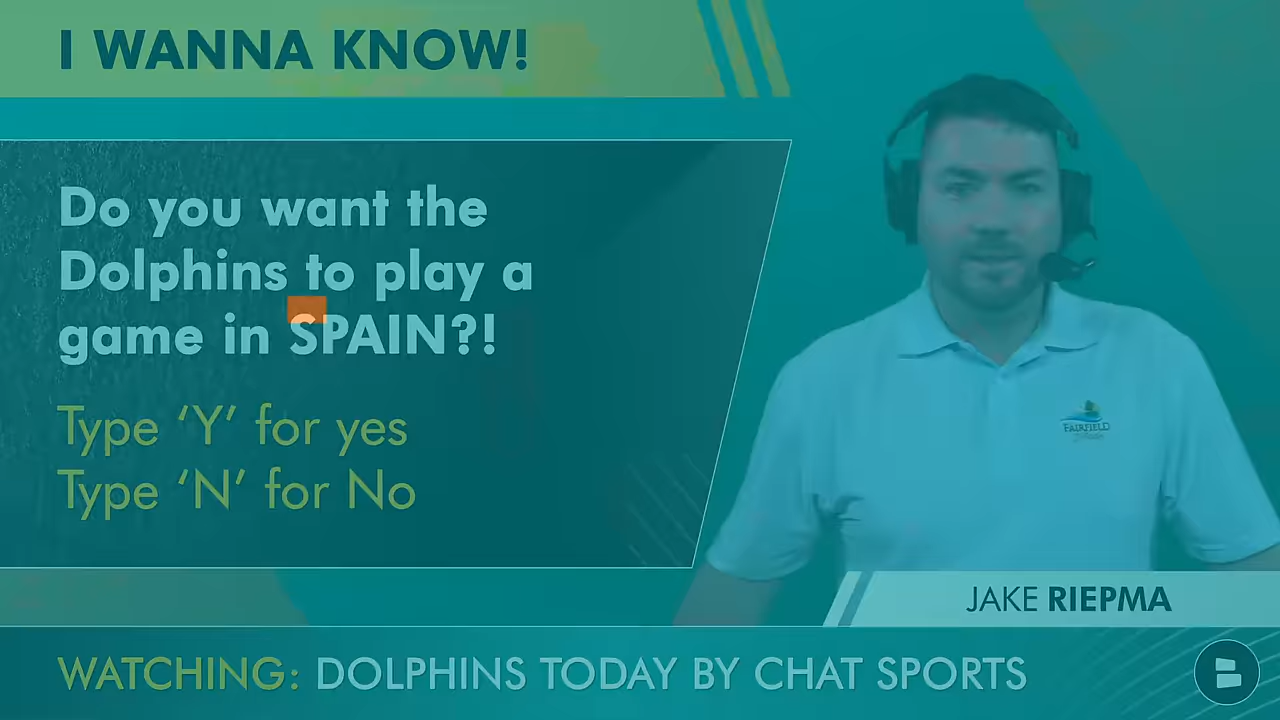 I WANNA KNOW!
Do you want the
Dolphins to play a
game in SPAIN?!
Type ‘Y’ for yes
Type ‘N’ for No
FAIRFIELD
JAKE RIEPMA
WATCHING: DOLPHINS TODAY BY CHAT SPORTS